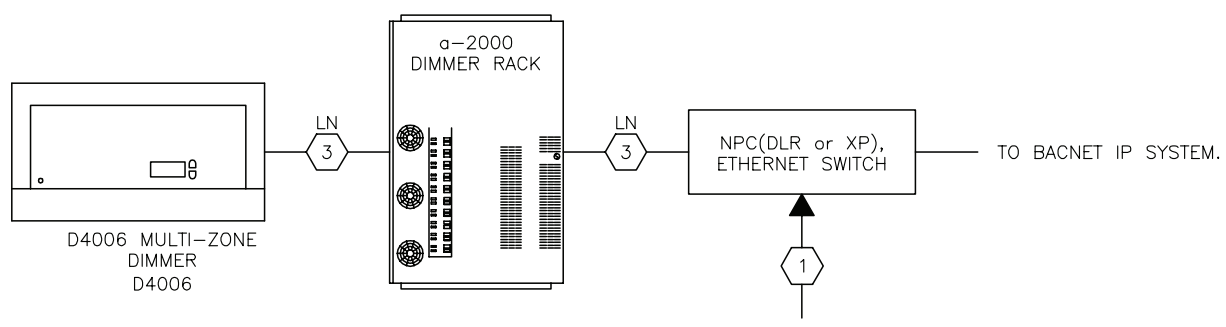 a-2000
DIMMER RACK
LN
3
LN
3
NPC(DLR or XP),
ETHERNET SWITCH
TO BACNET IP SYSTEM.
D4006 MULTI-ZONE
DIMMER
D4006
1